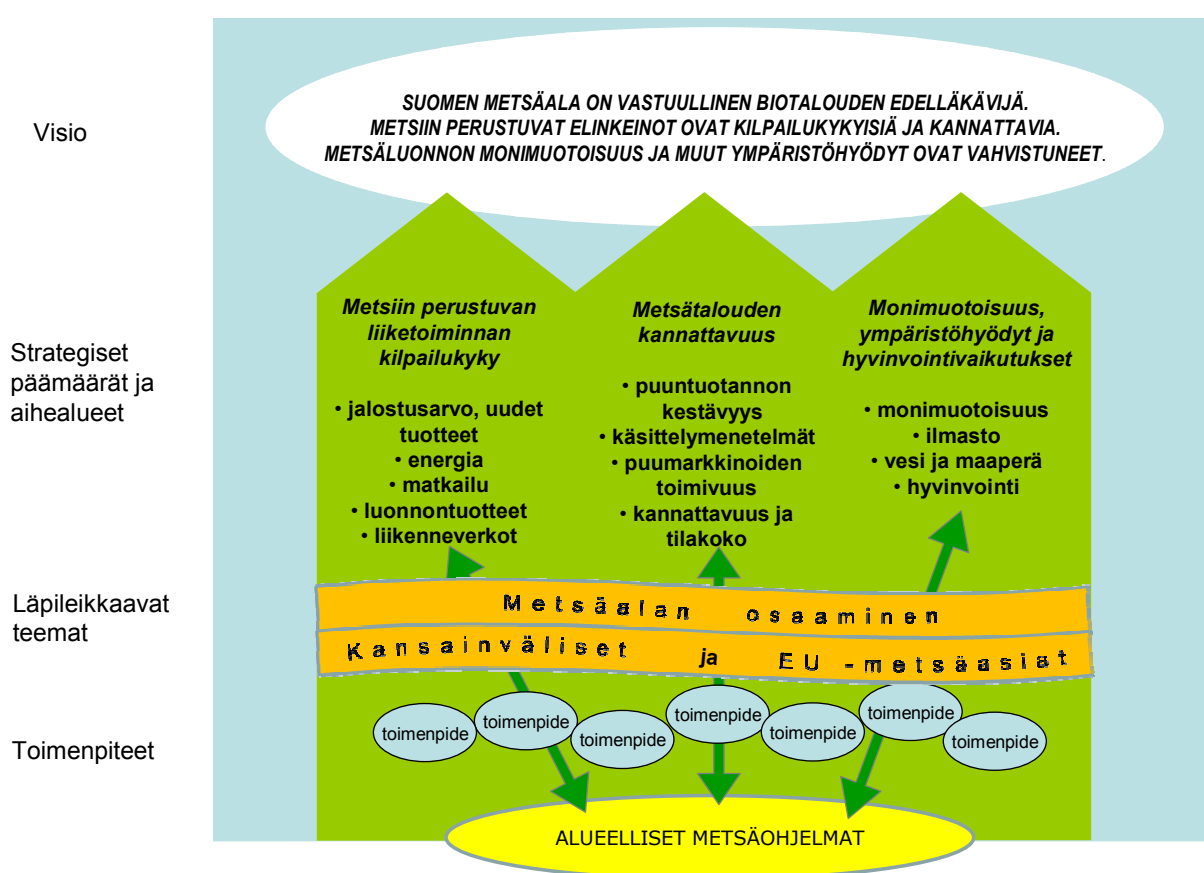 Visio
SUOMEN METSÄALA ON VASTUULLINEN BIOTALOUDEN EDELLÄKÄVIJÄ.
METSIIN PERUSTUVAT ELINKEINOT OVAT KILPAILUKYKYISIÄ JA KANNATTAVIA.
METSÄLUONNON MONIMUOTOISUUS JA MUUT YMPÄRISTÖHYÖDYT OVAT VAHVISTUNEET.
Strategiset
päämäärät ja
aihealueet
Metsiin perustuvan
liiketoiminnan
kilpailukyky
• jalostusarvo, uudet
tuotteet
• energia
• matkailu
• luonnontuotteet
• liikenneverkot
Metsätalouden
kannattavuus
• puuntuotannon
kestävyys
• käsittelymenetelmät
• puumarkkinoiden
toimivuus
• kannattavuus ja
tilakoko
Monimuotoisuus,
ympäristöhyödyt ja
hyvinvointivaikutukset
• monimuotoisuus
• ilmasto
• vesi ja maaperä
• hyvinvointi
Läpileikkaavat
teemat
Metsäalan osaaminen
Kansainväliset ja EU -metsäasiat
Toimenpiteet
toimenpide
toimenpide
toimenpide
toimenpide
toimenpide
toimenpide
toimenpide
ALUEELLISET METSÄOHJELMAT